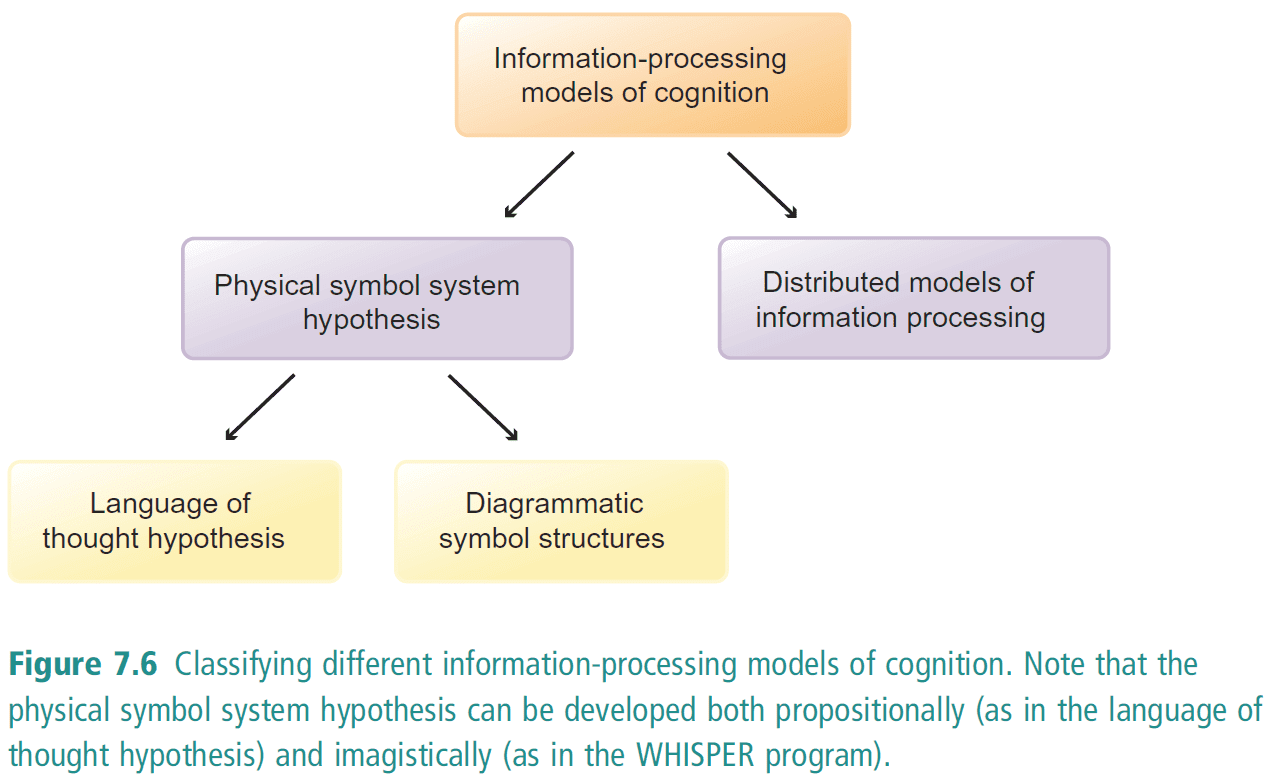 Information-processing
models of cognition
Physical symbol system
hypothesis
Distributed models of
information processing
Language of
thought hypothesis
Diagrammatic
symbol structures
Figure 7.6 Classifying different information-processing models of cognition. Note that the
physical symbol system hypothesis can be developed both propositionally (as in the language of
thought hypothesis) and imagistically (as in the WHISPER program).